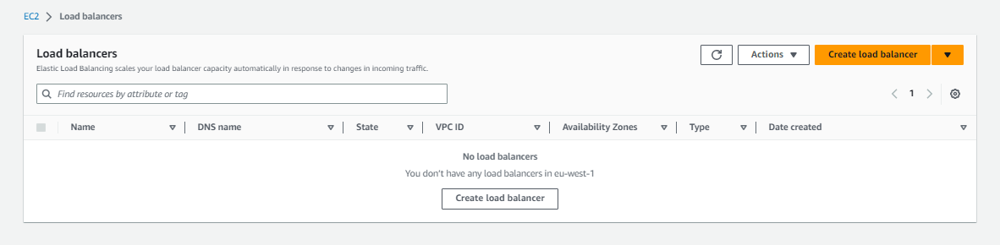 EC2 Load balancers
Load balancers
Elastic Load Balancing scales your load balancer capacity automatically in response to changes in incoming traffic.
Actions
Create load balancer
Find resources by attribute or tag
1
Name DNS name State VPC ID Availability Zones Type Date created
No load balancers
You don't have any load balancers in eu-west-1
Create load balancer